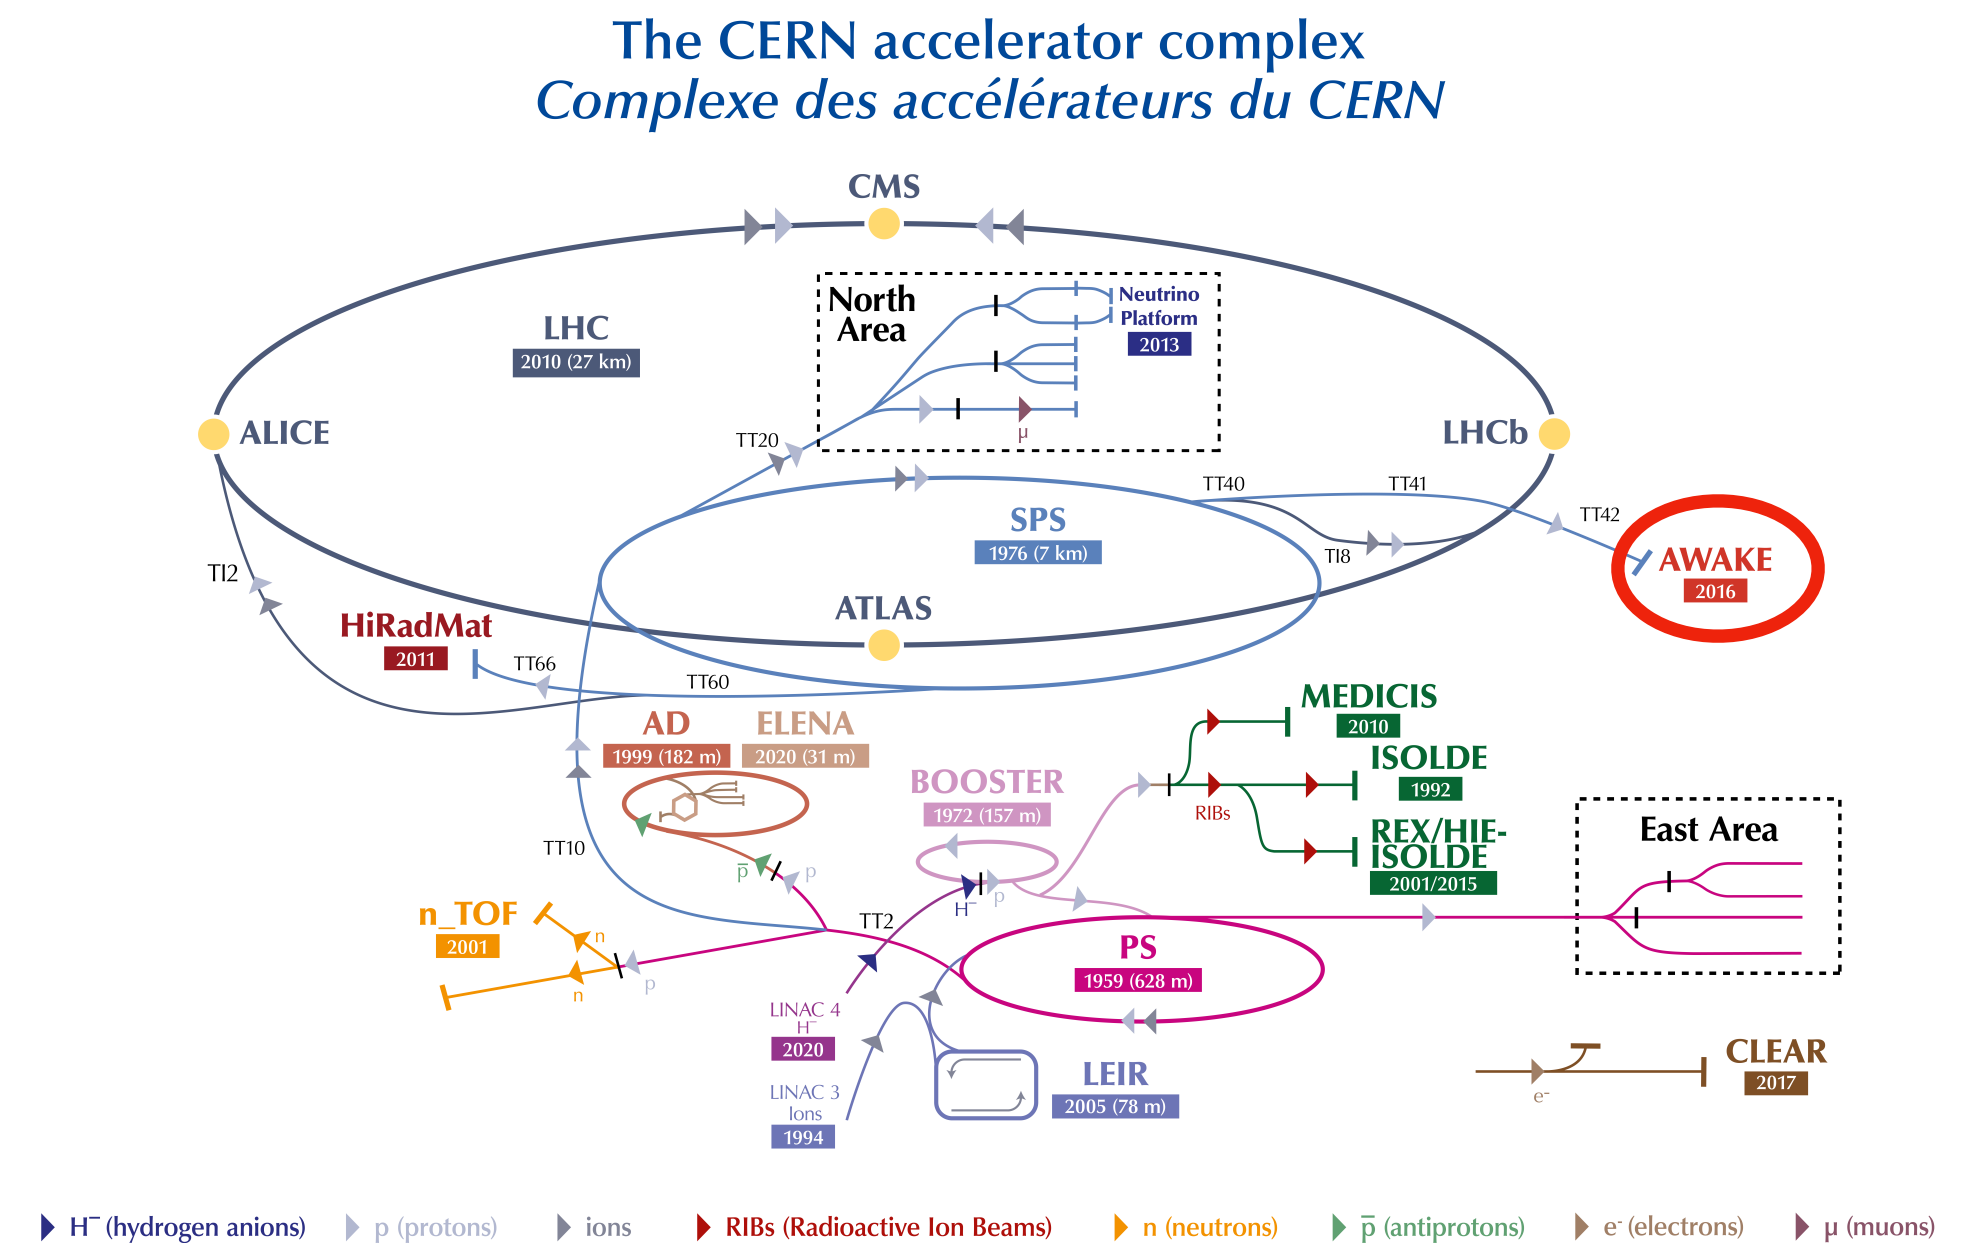 The CERN accelerator complex
Complexe des accélérateurs du CERN
CMS
North
Area
Neutrino
Platform
2013
LHC
2010 (27 km)
ALICE
LHCb
TT20
µ
TT40
TT41
TT42
SPS
1976 (7 km)
TI8
AWAKE
2016
TI2
ATLAS
HiRadMat
2011
TT66
TT60
AD
1999 (182 m)
ELENA
2020 (31 m)
MEDICIS
2010
ISOLDE
1992
BOOSTER
1972 (157 m)
RIBs
REX/HIE-
ISOLDE
2001/2015
East Area
TT10
p̅
p
H⁻
p
n_TOF
2001
n
n
p
TT2
PS
1959 (628 m)
LINAC 4
H⁻
2020
LINAC 3
Ions
1994
LEIR
2005 (78 m)
CLEAR
2017
e⁻
H⁻ (hydrogen anions)
p (protons)
ions
RIBs (Radioactive Ion Beams)
n (neutrons)
p̅ (antiprotons)
e⁻ (electrons)
µ (muons)